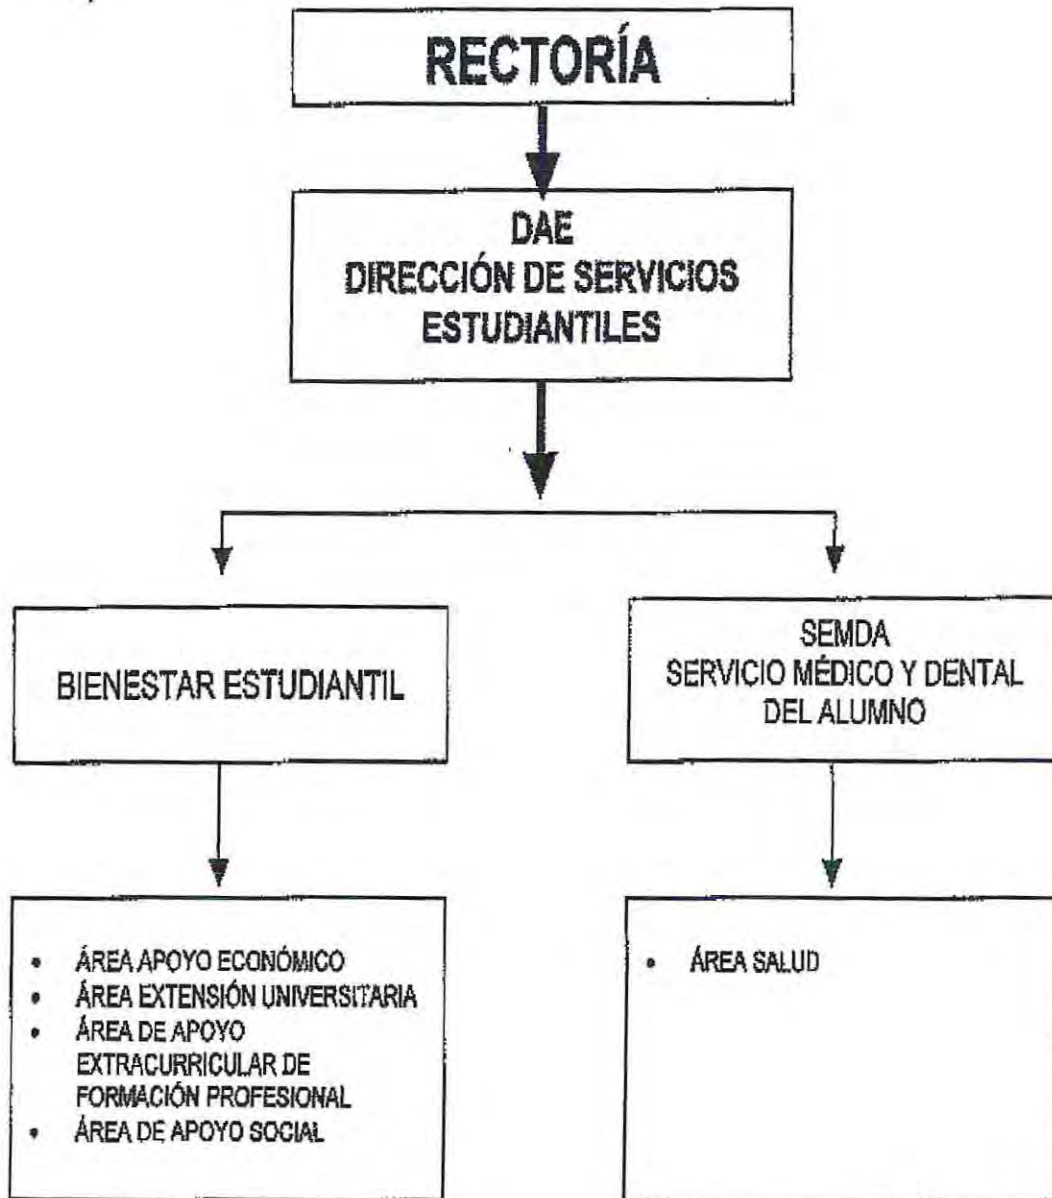 RECTORÍA
DAE
DIRECCIÓN DE SERVICIOS
ESTUDIANTILES
BIENESTAR ESTUDIANTIL
SEMDA
SERVICIO MÉDICO Y DENTAL
DEL ALUMNO
• ÁREA APOYO ECONÓMICO
• ÁREA EXTENSIÓN UNIVERSITARIA
• ÁREA DE APOYO
EXTRACURRICULAR DE
FORMACIÓN PROFESIONAL
• ÁREA DE APOYO SOCIAL
• ÁREA SALUD